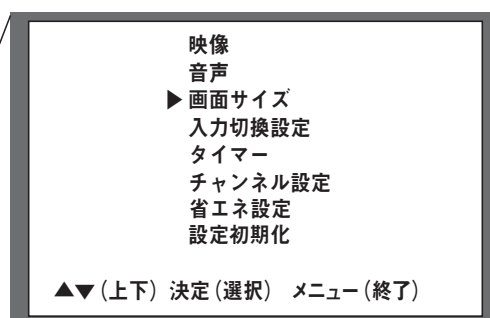 映像
音声
▶画面サイズ
入力切換設定
タイマー
チャンネル設定
省エネ設定
設定初期化
▲▼(上下) 決定(選択) メニュー(終了)